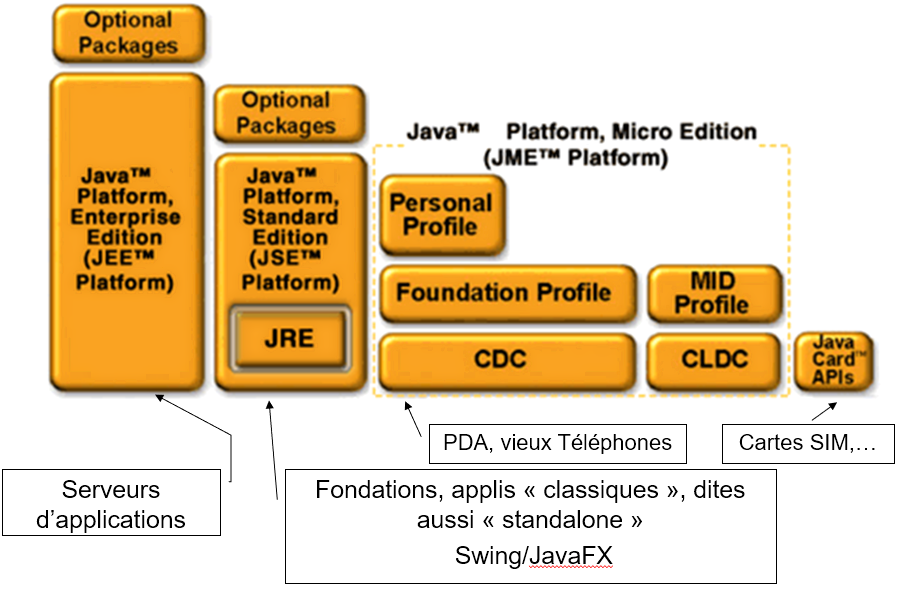 Optional
Packages
Java™
Platform,
Enterprise
Edition
(JEE™
Platform)
Optional
Packages
Java™
Platform,
Standard
Edition
(JSE™
Platform)
JRE
Java™ Platform, Micro Edition
(JME™ Platform)
Personal
Profile
Foundation Profile
MID
Profile
CDC
CLDC
Java
Card™
APIs
PDA, vieux Téléphones
Cartes SIM,…
Serveurs
d’applications
Fondations, applis « classiques », dites
aussi « standalone »
Swing/JavaFX